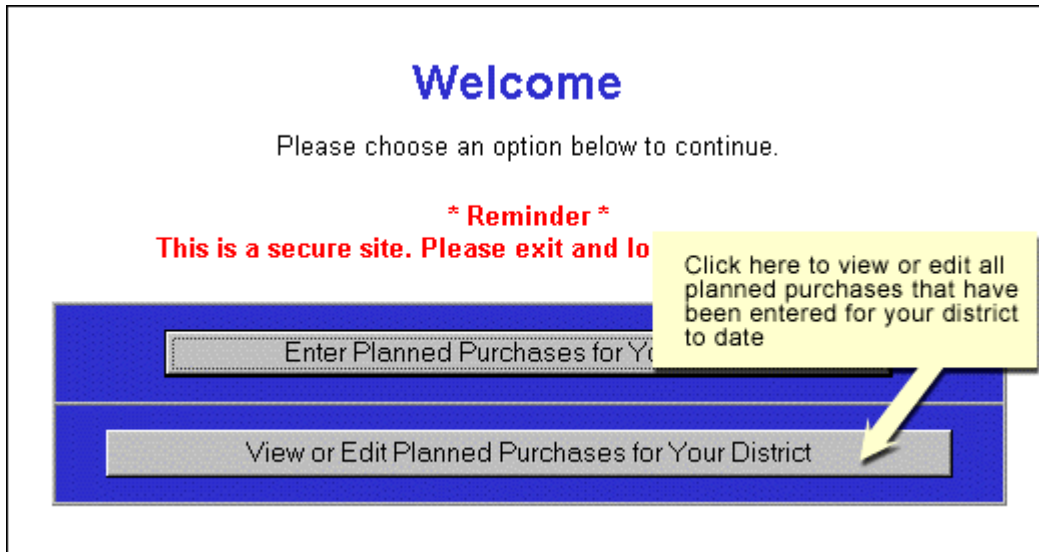 Welcome
Please choose an option below to continue.
* Reminder *
This is a secure site. Please exit and lo
Click here to view or edit all
planned purchases that have
been entered for your district
to date
Enter Planned Purchases for Yo
View or Edit Planned Purchases for Your District